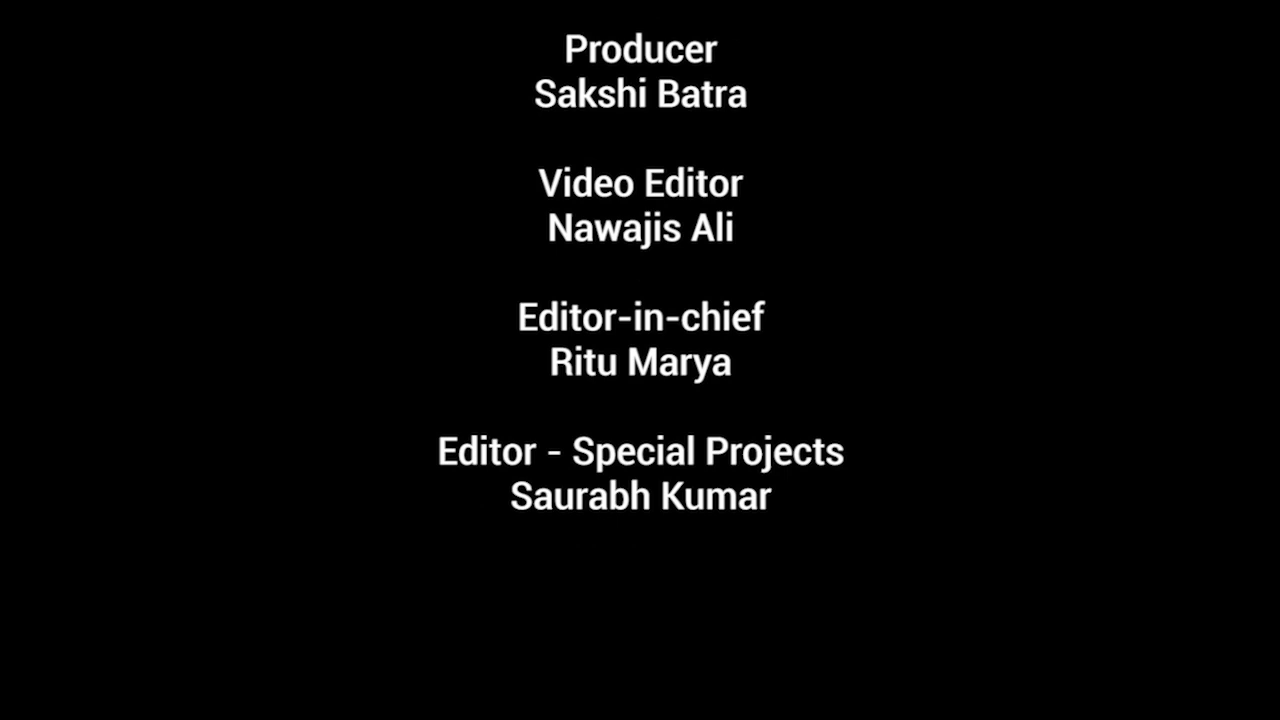 Producer
Sakshi Batra
Video Editor
Nawajis Ali
Editor-in-chief
Ritu Marya
Editor - Special Projects
Saurabh Kumar